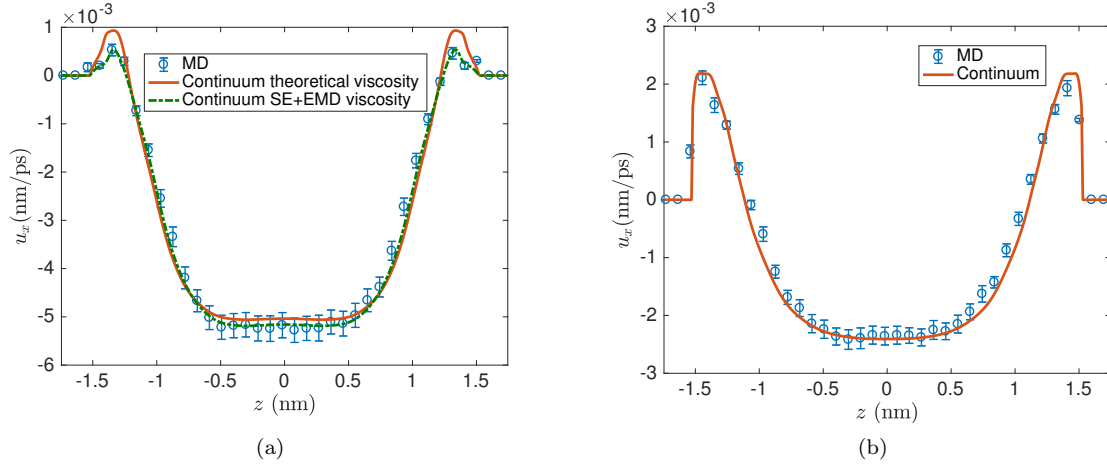 ×10⁻³
1
0
-1
-2
-3
-4
-5
-6
u_x(nm/ps)
MD
Continuum theoretical viscosity
Continuum SE+EMD viscosity
-1.5 -1 -0.5 0 0.5 1 1.5
z (nm)
(a)
×10⁻³
3
2
1
0
-1
-2
-3
u_x(nm/ps)
MD
Continuum
-1.5 -1 -0.5 0 0.5 1 1.5
z (nm)
(b)